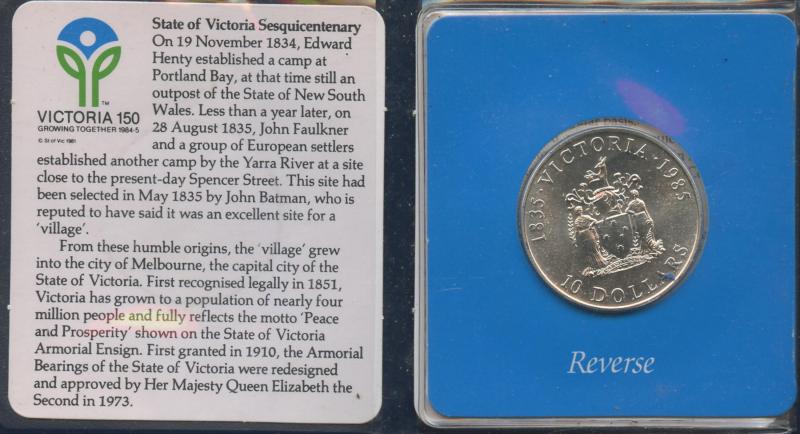 State of Victoria Sesquicentenary
On 19 November 1834, Edward
Henty established a camp at
Portland Bay, at that time still an
outpost of the State of New South
Wales. Less than a year later, on
28 August 1835, John Faulkner
and a group of European settlers
established another camp by the Yarra River at a site
close to the present-day Spencer Street. This site had
been selected in May 1835 by John Batman, who is
reputed to have said it was an excellent site for a
'village'.
From these humble origins, the 'village' grew
into the city of Melbourne, the capital city of the
State of Victoria. First recognised legally in 1851,
Victoria has grown to a population of nearly four
million people and fully reflects the motto 'Peace
and Prosperity' shown on the State of Victoria
Armorial Ensign. First granted in 1910, the Armorial
Bearings of the State of Victoria were redesigned
and approved by Her Majesty Queen Elizabeth the
Second in 1973.
TM
VICTORIA 150
GROWING TOGETHER 1984-5
© St of Vic 1981
1835 · VICTORIA · 1985
10 DOLLARS
Reverse